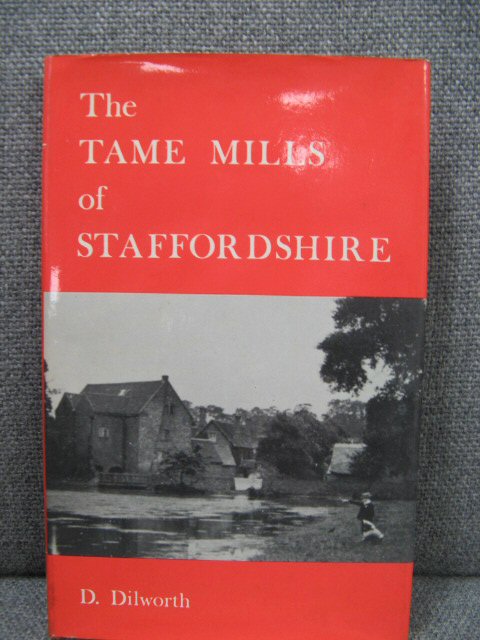 The
TAME MILLS
of
STAFFORDSHIRE
D. Dilworth